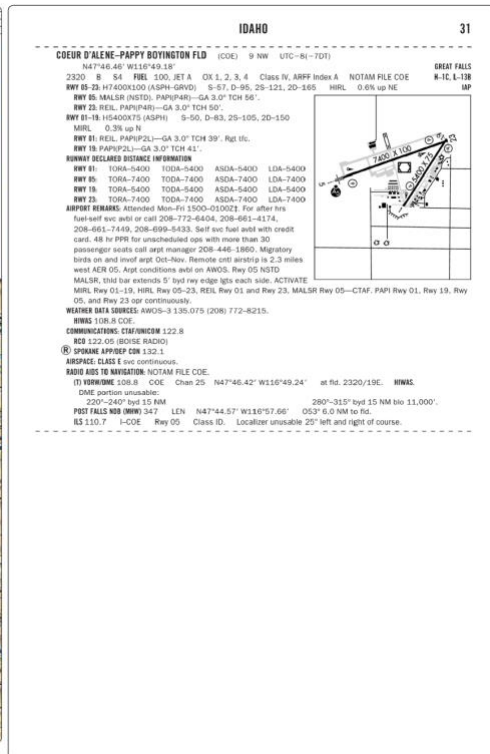 IDAHO 31
COEUR D'ALENE–PAPPY BOYINGTON FLD (COE) 9 NW UTC–8(–7DT) GREAT FALLS
N47°46.46' W116°49.18' H–1C, L–13B
2320 B S4 FUEL 100, JET A OX 1, 2, 3, 4 Class IV, ARFF Index A NOTAM FILE COE IAP
RWY 05–23: H7400X100 (ASPH–GRVD) S–57, D–95, 2S–121, 2D–165 HIRL 0.6% up NE
RWY 05: MALSR (NSTD). PAPI(P4R)—GA 3.0° TCH 56'.
RWY 23: REIL. PAPI(P4R)—GA 3.0° TCH 50'.
RWY 01–19: H5400X75 (ASPH) S–50, D–83, 2S–105, 2D–150
MIRL 0.3% up N
RWY 01: REIL. PAPI(P2L)—GA 3.0° TCH 39'. Rgt tfc.
RWY 19: PAPI(P2L)—GA 3.0° TCH 41'.
RUNWAY DECLARED DISTANCE INFORMATION
RWY 01: TORA–5400 TODA–5400 ASDA–5400 LDA–5400
RWY 05: TORA–7400 TODA–7400 ASDA–7400 LDA–7400
RWY 19: TORA–5400 TODA–5400 ASDA–5400 LDA–5400
RWY 23: TORA–7400 TODA–7400 ASDA–7400 LDA–7400
AIRPORT REMARKS: Attended Mon–Fri 1500–0100Z‡. For after hrs
fuel-self svc avbl or call 208–772–6404, 208–661–4174,
208–661–7449, 208–699–5433. Self svc fuel avbl with credit
card. 48 hr PPR for unscheduled ops with more than 30
passenger seats call arpt manager 208–446–1860. Migratory
birds on and invof arpt Oct–Nov. Remote cntl airstrip is 2.3 miles
west AER 05. Arpt conditions avbl on AWOS. Rwy 05 NSTD
MALSR, thld bar extends 5' byd rwy edge lgts each side. ACTIVATE
MIRL Rwy 01–19, HIRL Rwy 05–23, REIL Rwy 01 and Rwy 23, MALSR Rwy 05—CTAF. PAPI Rwy 01, Rwy 19, Rwy
05, and Rwy 23 opr continuously.
7400 X 100
5400 X 75
5
23
WEATHER DATA SOURCES: AWOS–3 135.075 (208) 772–8215.
HIWAS 108.8 COE.
COMMUNICATIONS: CTAF/UNICOM 122.8
RCO 122.05 (BOISE RADIO)
Ⓡ SPOKANE APP/DEP CON 132.1
AIRSPACE: CLASS E svc continuous.
RADIO AIDS TO NAVIGATION: NOTAM FILE COE.
(T) VORW/DME 108.8 COE Chan 25 N47°46.42' W116°49.24' at fld. 2320/19E. HIWAS.
DME portion unusable:
220°–240° byd 15 NM 280°–315° byd 15 NM blo 11,000'.
POST FALLS NDB (MHW) 347 LEN N47°44.57' W116°57.66' 053° 6.0 NM to fld.
ILS 110.7 I–COE Rwy 05 Class ID. Localizer unusable 25° left and right of course.